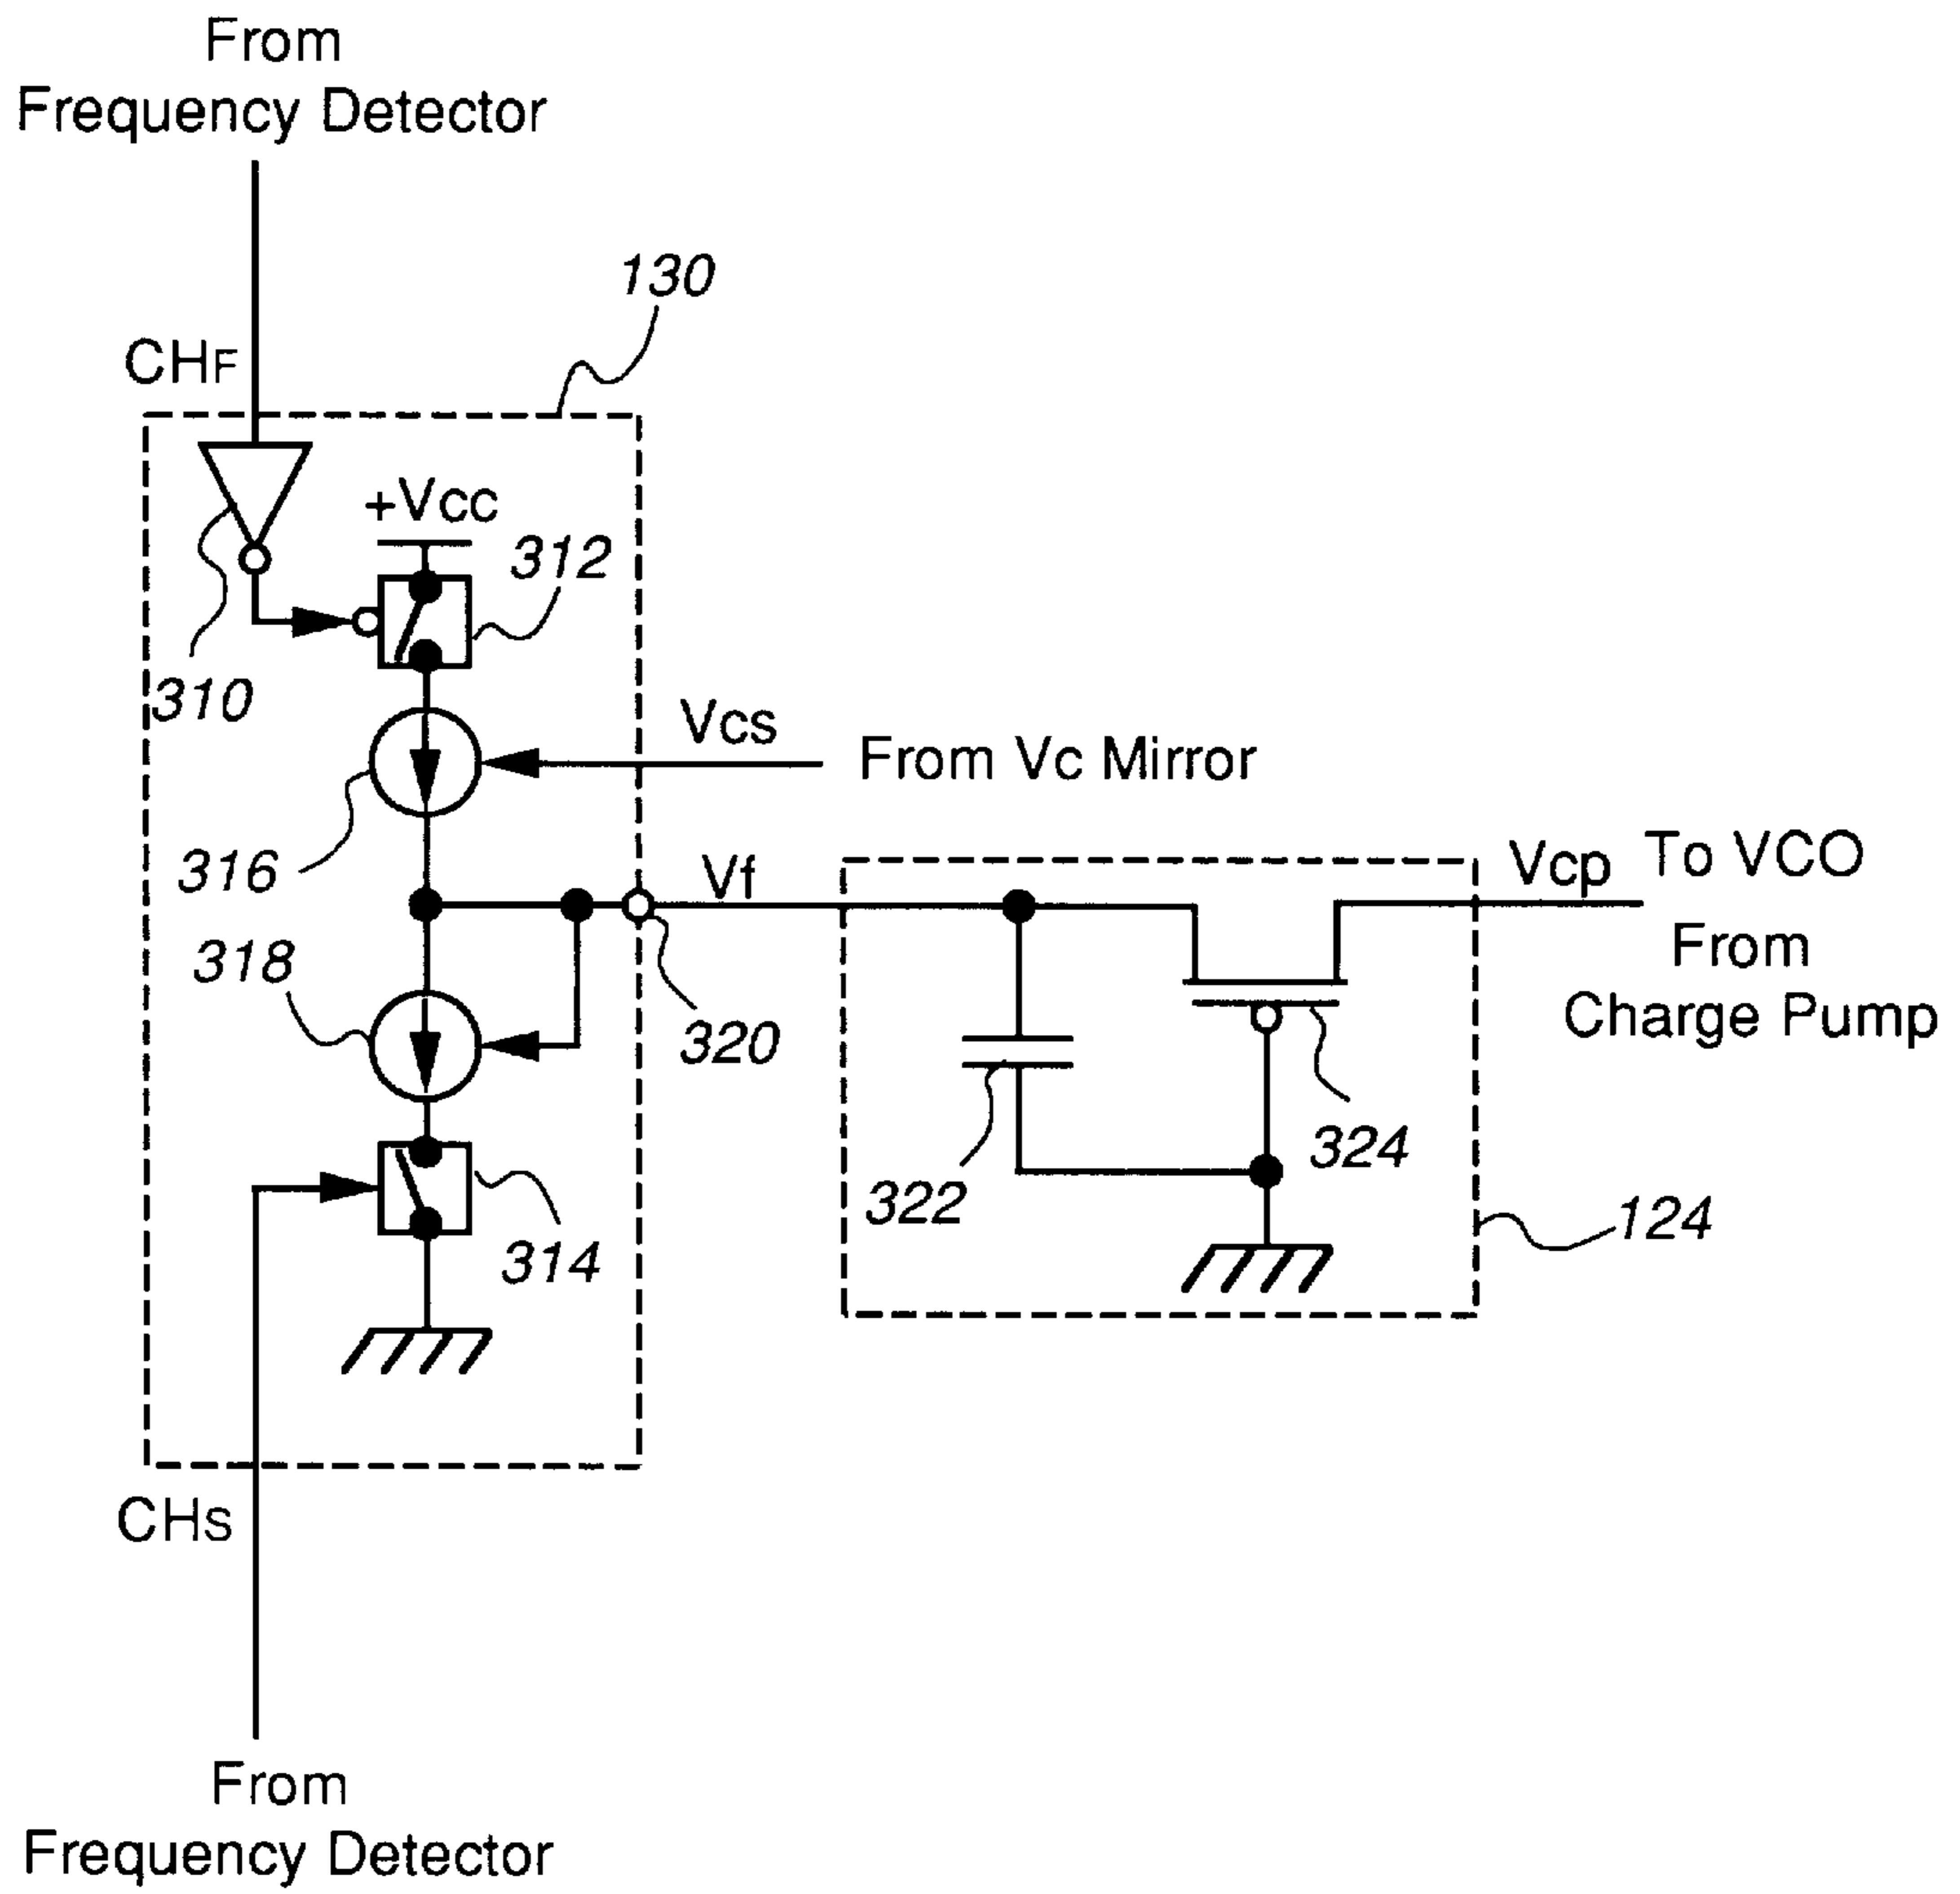 From
Frequency Detector
130
CHF
+Vcc
312
310
Vcs
From Vc Mirror
316
Vf
Vcp
To VCO
318
From
Charge Pump
320
324
322
124
314
CHs
From
Frequency Detector